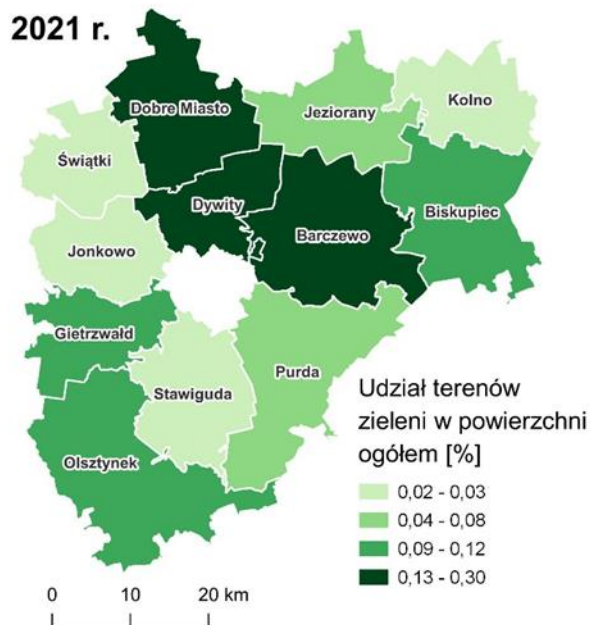 2021 r.
Dobre Miasto
Jeziorany
Kolno
Świątki
Dywity
Barczewo
Biskupiec
Jonkowo
Gietrzwałd
Stawiguda
Purda
Olsztynek
Udział terenów
zieleni w powierzchni
ogółem [%]
0,02 - 0,03
0,04 - 0,08
0,09 - 0,12
0,13 - 0,30
0 10 20 km